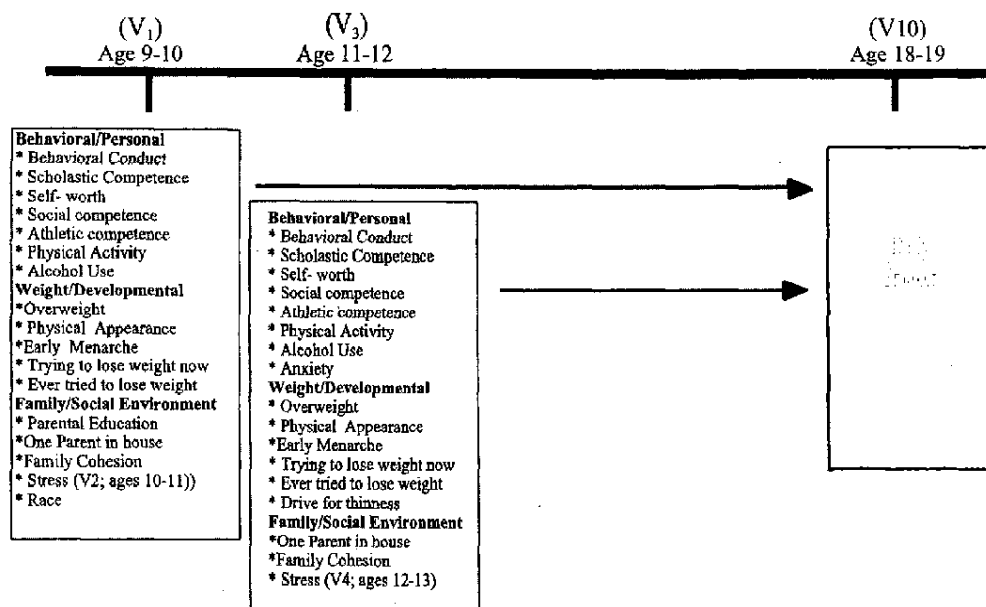 (V1)
Age 9-10
(V3)
Age 11-12
(V10)
Age 18-19
Behavioral/Personal
* Behavioral Conduct
* Scholastic Competence
* Self- worth
* Social competence
* Athletic competence
* Physical Activity
* Alcohol Use
Weight/Developmental
*Overweight
* Physical Appearance
*Early Menarche
* Trying to lose weight now
* Ever tried to lose weight
Family/Social Environment
* Parental Education
*One Parent in house
*Family Cohesion
* Stress (V2; ages 10-11))
* Race
Behavioral/Personal
* Behavioral Conduct
* Scholastic Competence
* Self- worth
* Social competence
* Athletic competence
* Physical Activity
* Alcohol Use
* Anxiety
Weight/Developmental
* Overweight
* Physical Appearance
*Early Menarche
* Trying to lose weight now
* Ever tried to lose weight
* Drive for thinness
Family/Social Environment
*One Parent in house
*Family Cohesion
* Stress (V4; ages 12-13)